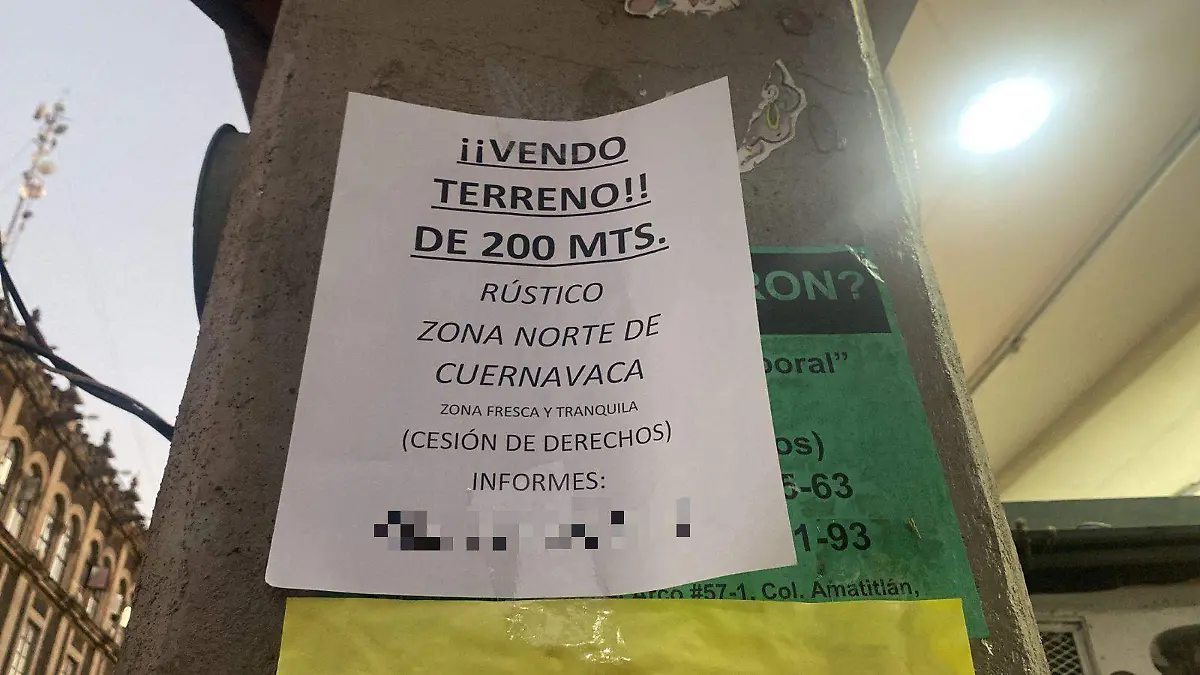 ¡¡VENDO
TERRENO!!
DE 200 MTS.
RÚSTICO
ZONA NORTE DE
CUERNAVACA
ZONA FRESCA Y TRANQUILA
(CESIÓN DE DERECHOS)
INFORMES:
RON?
boral”
os)
5-63
1-93
Arco #57-1, Col. Amatitlán,